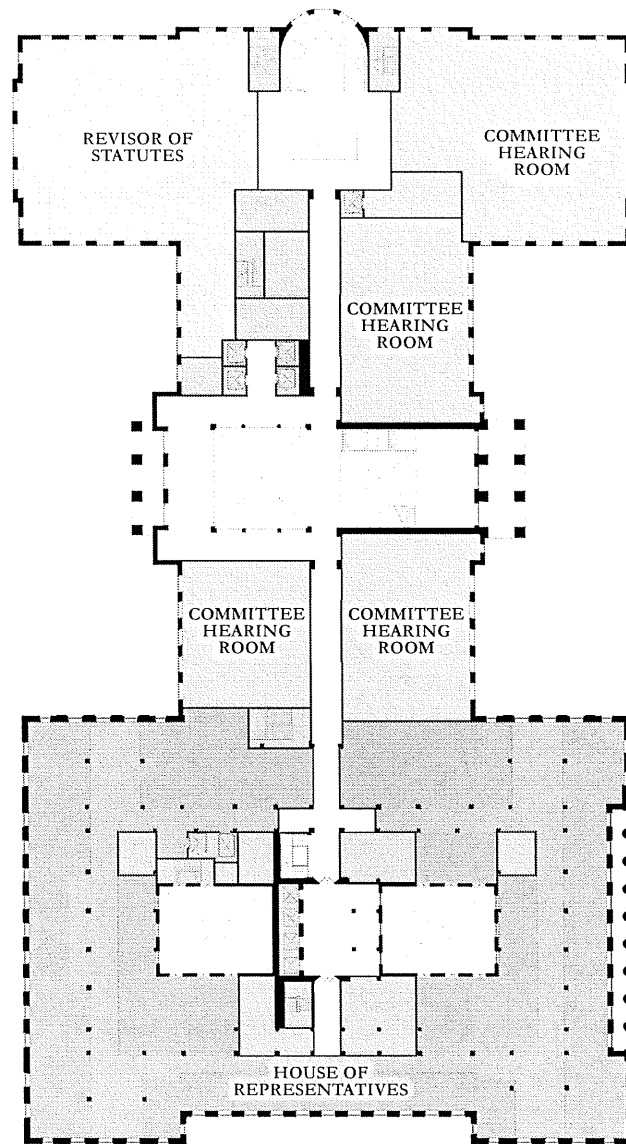 REVISOR OF
STATUTES
COMMITTEE
HEARING
ROOM
COMMITTEE
HEARING
ROOM
COMMITTEE
HEARING
ROOM
COMMITTEE
HEARING
ROOM
HOUSE OF
REPRESENTATIVES